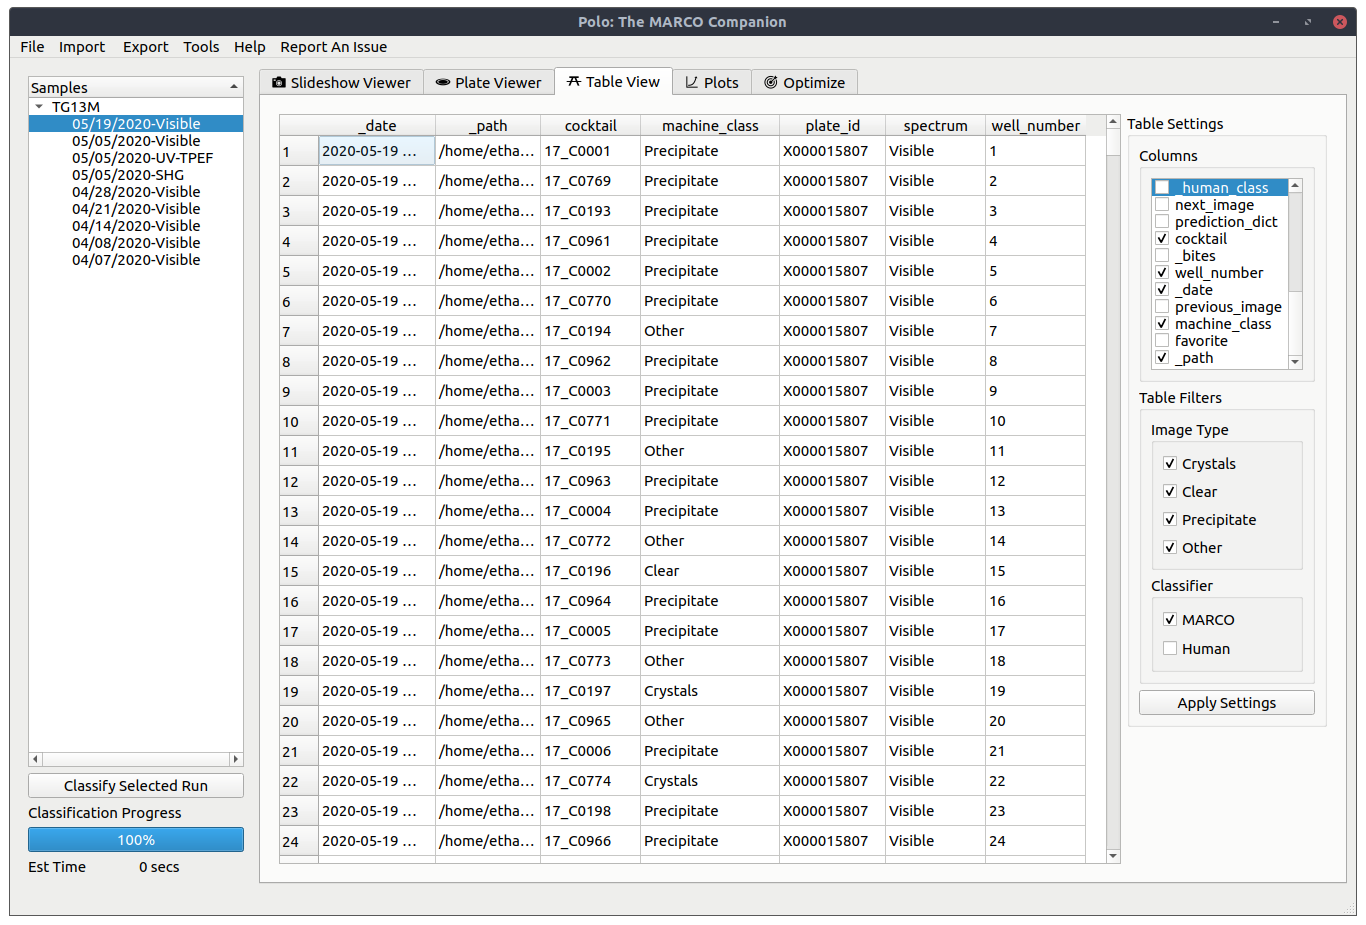 Polo: The MARCO Companion
File Import Export Tools Help Report An Issue
Samples
TG13M
05/19/2020-Visible
05/05/2020-Visible
05/05/2020-UV-TPEF
05/05/2020-SHG
04/28/2020-Visible
04/21/2020-Visible
04/14/2020-Visible
04/08/2020-Visible
04/07/2020-Visible
Classify Selected Run
Classification Progress
100%
Est Time 0 secs
Slideshow Viewer Plate Viewer Table View Plots Optimize
_date _path cocktail machine_class plate_id spectrum well_number
1 2020-05-19 ... /home/etha... 17_C0001 Precipitate X000015807 Visible 1
2 2020-05-19 ... /home/etha... 17_C0769 Precipitate X000015807 Visible 2
3 2020-05-19 ... /home/etha... 17_C0193 Precipitate X000015807 Visible 3
4 2020-05-19 ... /home/etha... 17_C0961 Precipitate X000015807 Visible 4
5 2020-05-19 ... /home/etha... 17_C0002 Precipitate X000015807 Visible 5
6 2020-05-19 ... /home/etha... 17_C0770 Precipitate X000015807 Visible 6
7 2020-05-19 ... /home/etha... 17_C0194 Other X000015807 Visible 7
8 2020-05-19 ... /home/etha... 17_C0962 Precipitate X000015807 Visible 8
9 2020-05-19 ... /home/etha... 17_C0003 Precipitate X000015807 Visible 9
10 2020-05-19 ... /home/etha... 17_C0771 Precipitate X000015807 Visible 10
11 2020-05-19 ... /home/etha... 17_C0195 Other X000015807 Visible 11
12 2020-05-19 ... /home/etha... 17_C0963 Precipitate X000015807 Visible 12
13 2020-05-19 ... /home/etha... 17_C0004 Precipitate X000015807 Visible 13
14 2020-05-19 ... /home/etha... 17_C0772 Other X000015807 Visible 14
15 2020-05-19 ... /home/etha... 17_C0196 Clear X000015807 Visible 15
16 2020-05-19 ... /home/etha... 17_C0964 Precipitate X000015807 Visible 16
17 2020-05-19 ... /home/etha... 17_C0005 Precipitate X000015807 Visible 17
18 2020-05-19 ... /home/etha... 17_C0773 Other X000015807 Visible 18
19 2020-05-19 ... /home/etha... 17_C0197 Crystals X000015807 Visible 19
20 2020-05-19 ... /home/etha... 17_C0965 Other X000015807 Visible 20
21 2020-05-19 ... /home/etha... 17_C0006 Precipitate X000015807 Visible 21
22 2020-05-19 ... /home/etha... 17_C0774 Crystals X000015807 Visible 22
23 2020-05-19 ... /home/etha... 17_C0198 Precipitate X000015807 Visible 23
24 2020-05-19 ... /home/etha... 17_C0966 Precipitate X000015807 Visible 24
Table Settings
Columns
_human_class
next_image
prediction_dict
cocktail
_bites
well_number
_date
previous_image
machine_class
favorite
_path
Table Filters
Image Type
Crystals
Clear
Precipitate
Other
Classifier
MARCO
Human
Apply Settings